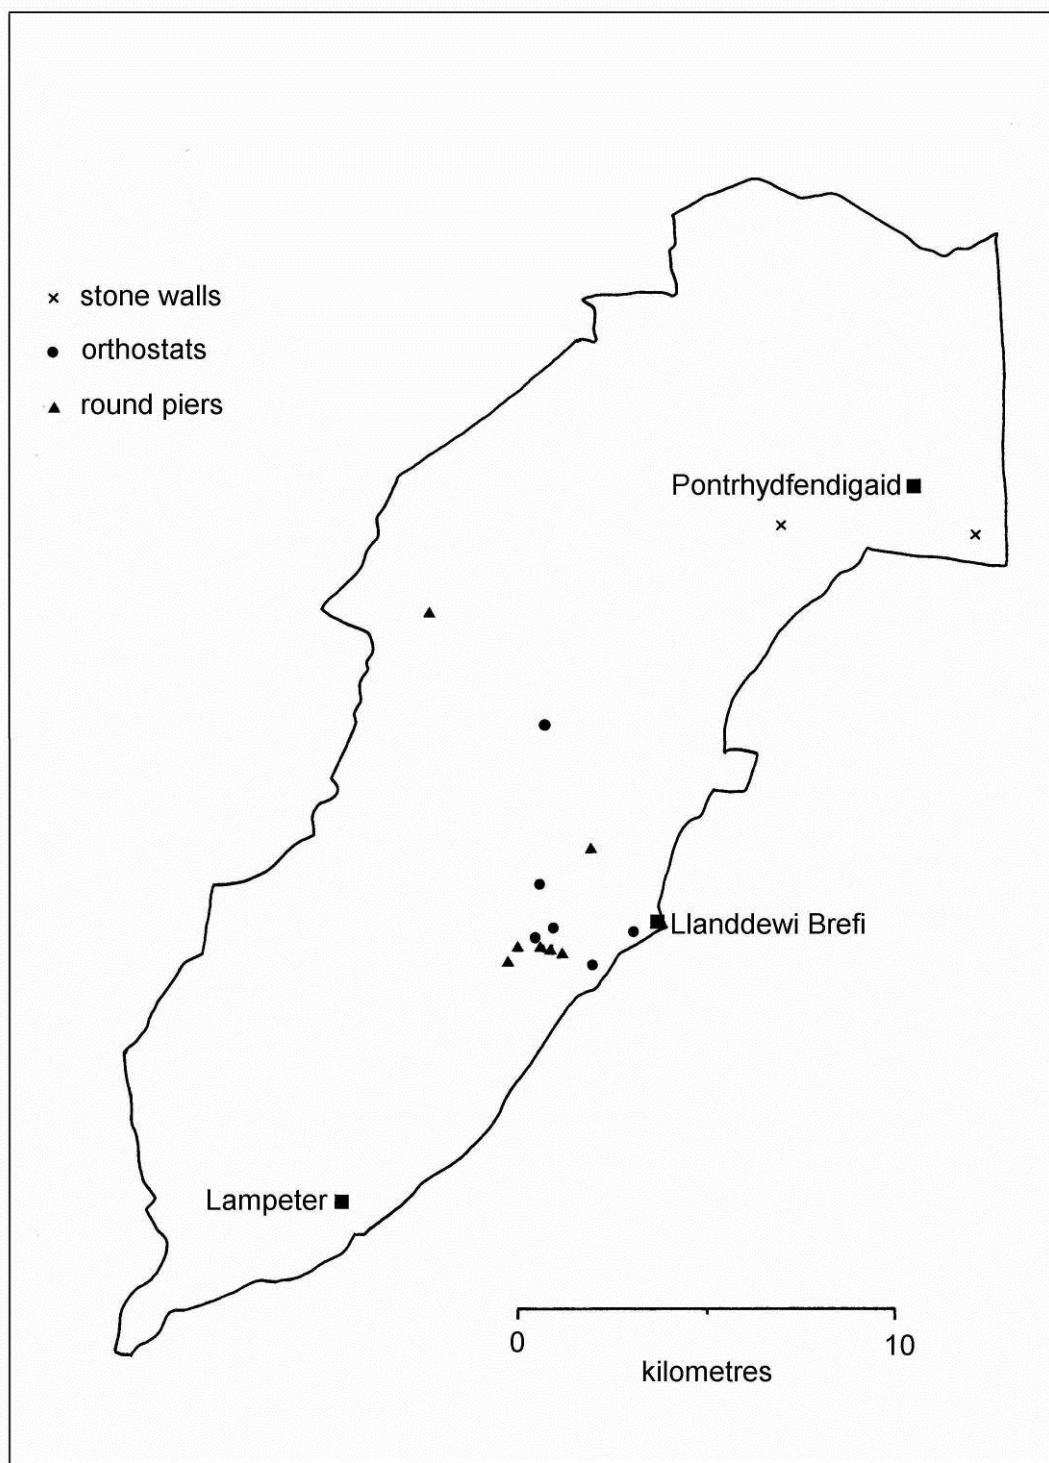 stone walls
orthostats
round piers
Pontrhydfendigaid
Llanddewi Brefi
Lampeter
0 10
kilometres